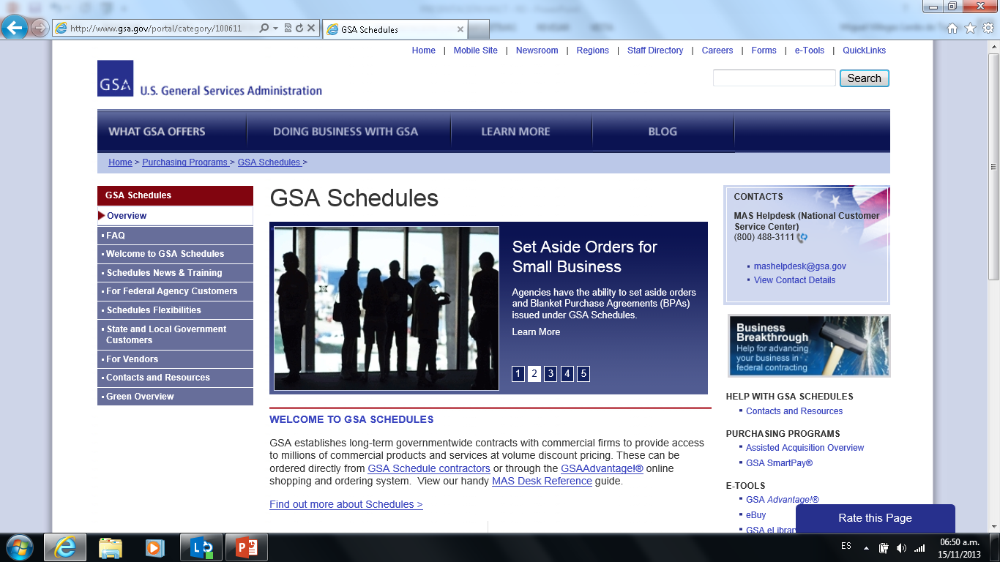 http://www.gsa.gov/portal/category/100611
GSA Schedules
Home | Mobile Site | Newsroom | Regions | Staff Directory | Careers | Forms | e-Tools | QuickLinks
GSA
U.S. General Services Administration
Search
WHAT GSA OFFERS
DOING BUSINESS WITH GSA
LEARN MORE
BLOG
Home > Purchasing Programs > GSA Schedules >
GSA Schedules
Overview
FAQ
Welcome to GSA Schedules
Schedules News & Training
For Federal Agency Customers
Schedules Flexibilities
State and Local Government
Customers
For Vendors
Contacts and Resources
Green Overview
GSA Schedules
Set Aside Orders for
Small Business
Agencies have the ability to set aside orders
and Blanket Purchase Agreements (BPAs)
issued under GSA Schedules.
Learn More
1 2 3 4 5
WELCOME TO GSA SCHEDULES
GSA establishes long-term governmentwide contracts with commercial firms to provide access
to millions of commercial products and services at volume discount pricing. These can be
ordered directly from GSA Schedule contractors or through the GSAAdvantage!® online
shopping and ordering system. View our handy MAS Desk Reference guide.
Find out more about Schedules >
CONTACTS
MAS Helpdesk (National Customer
Service Center)
(800) 488-3111
mashelpdesk@gsa.gov
View Contact Details
Business
Breakthrough
Help for advancing
your business in
federal contracting
HELP WITH GSA SCHEDULES
Contacts and Resources
PURCHASING PROGRAMS
Assisted Acquisition Overview
GSA SmartPay®
E-TOOLS
GSA Advantage!®
eBuy
GSA eLibrary
Rate this Page
ES
06:50 a.m.
15/11/2013